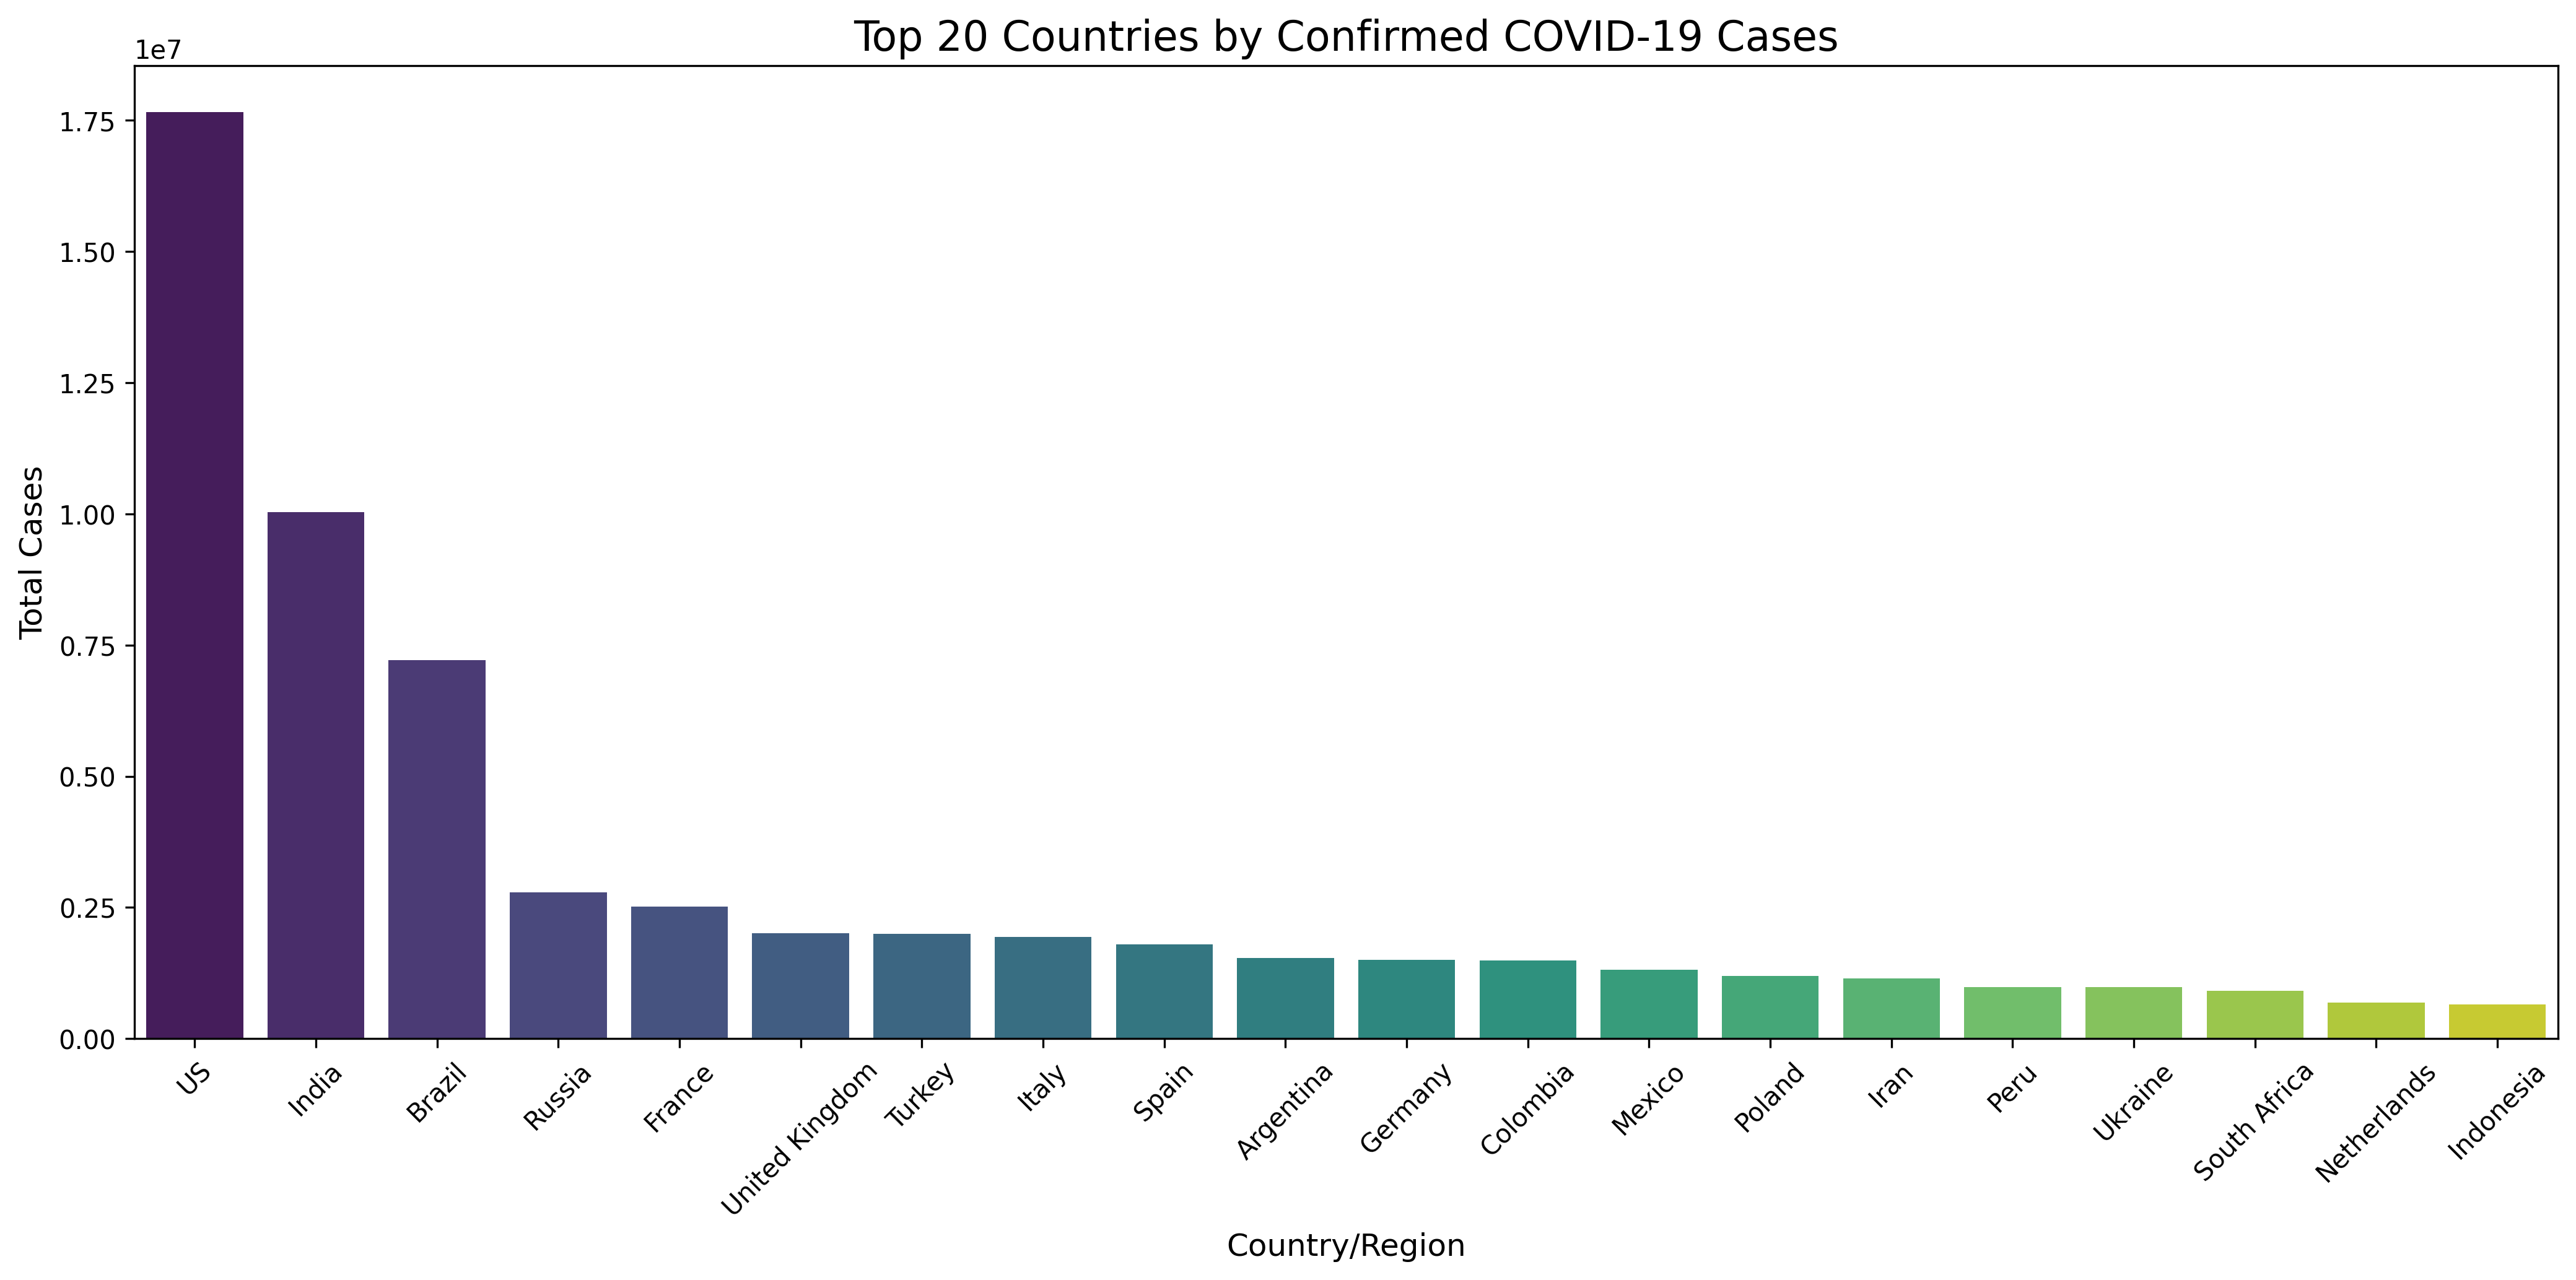 Top 20 Countries by Confirmed COVID-19 Cases
1e7
1.75
1.50
1.25
1.00
0.75
0.50
0.25
0.00
Total Cases
US
India
Brazil
Russia
France
United Kingdom
Turkey
Italy
Spain
Argentina
Germany
Colombia
Mexico
Poland
Iran
Peru
Ukraine
South Africa
Netherlands
Indonesia
Country/Region